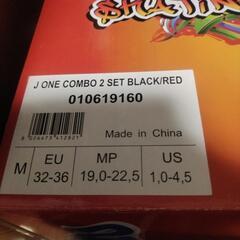 J ONE COMBO 2 SET BLACK/RED
010619160
Made in China
M
EU
MP
US
32-36
19,0-22,5
1,0-4,5